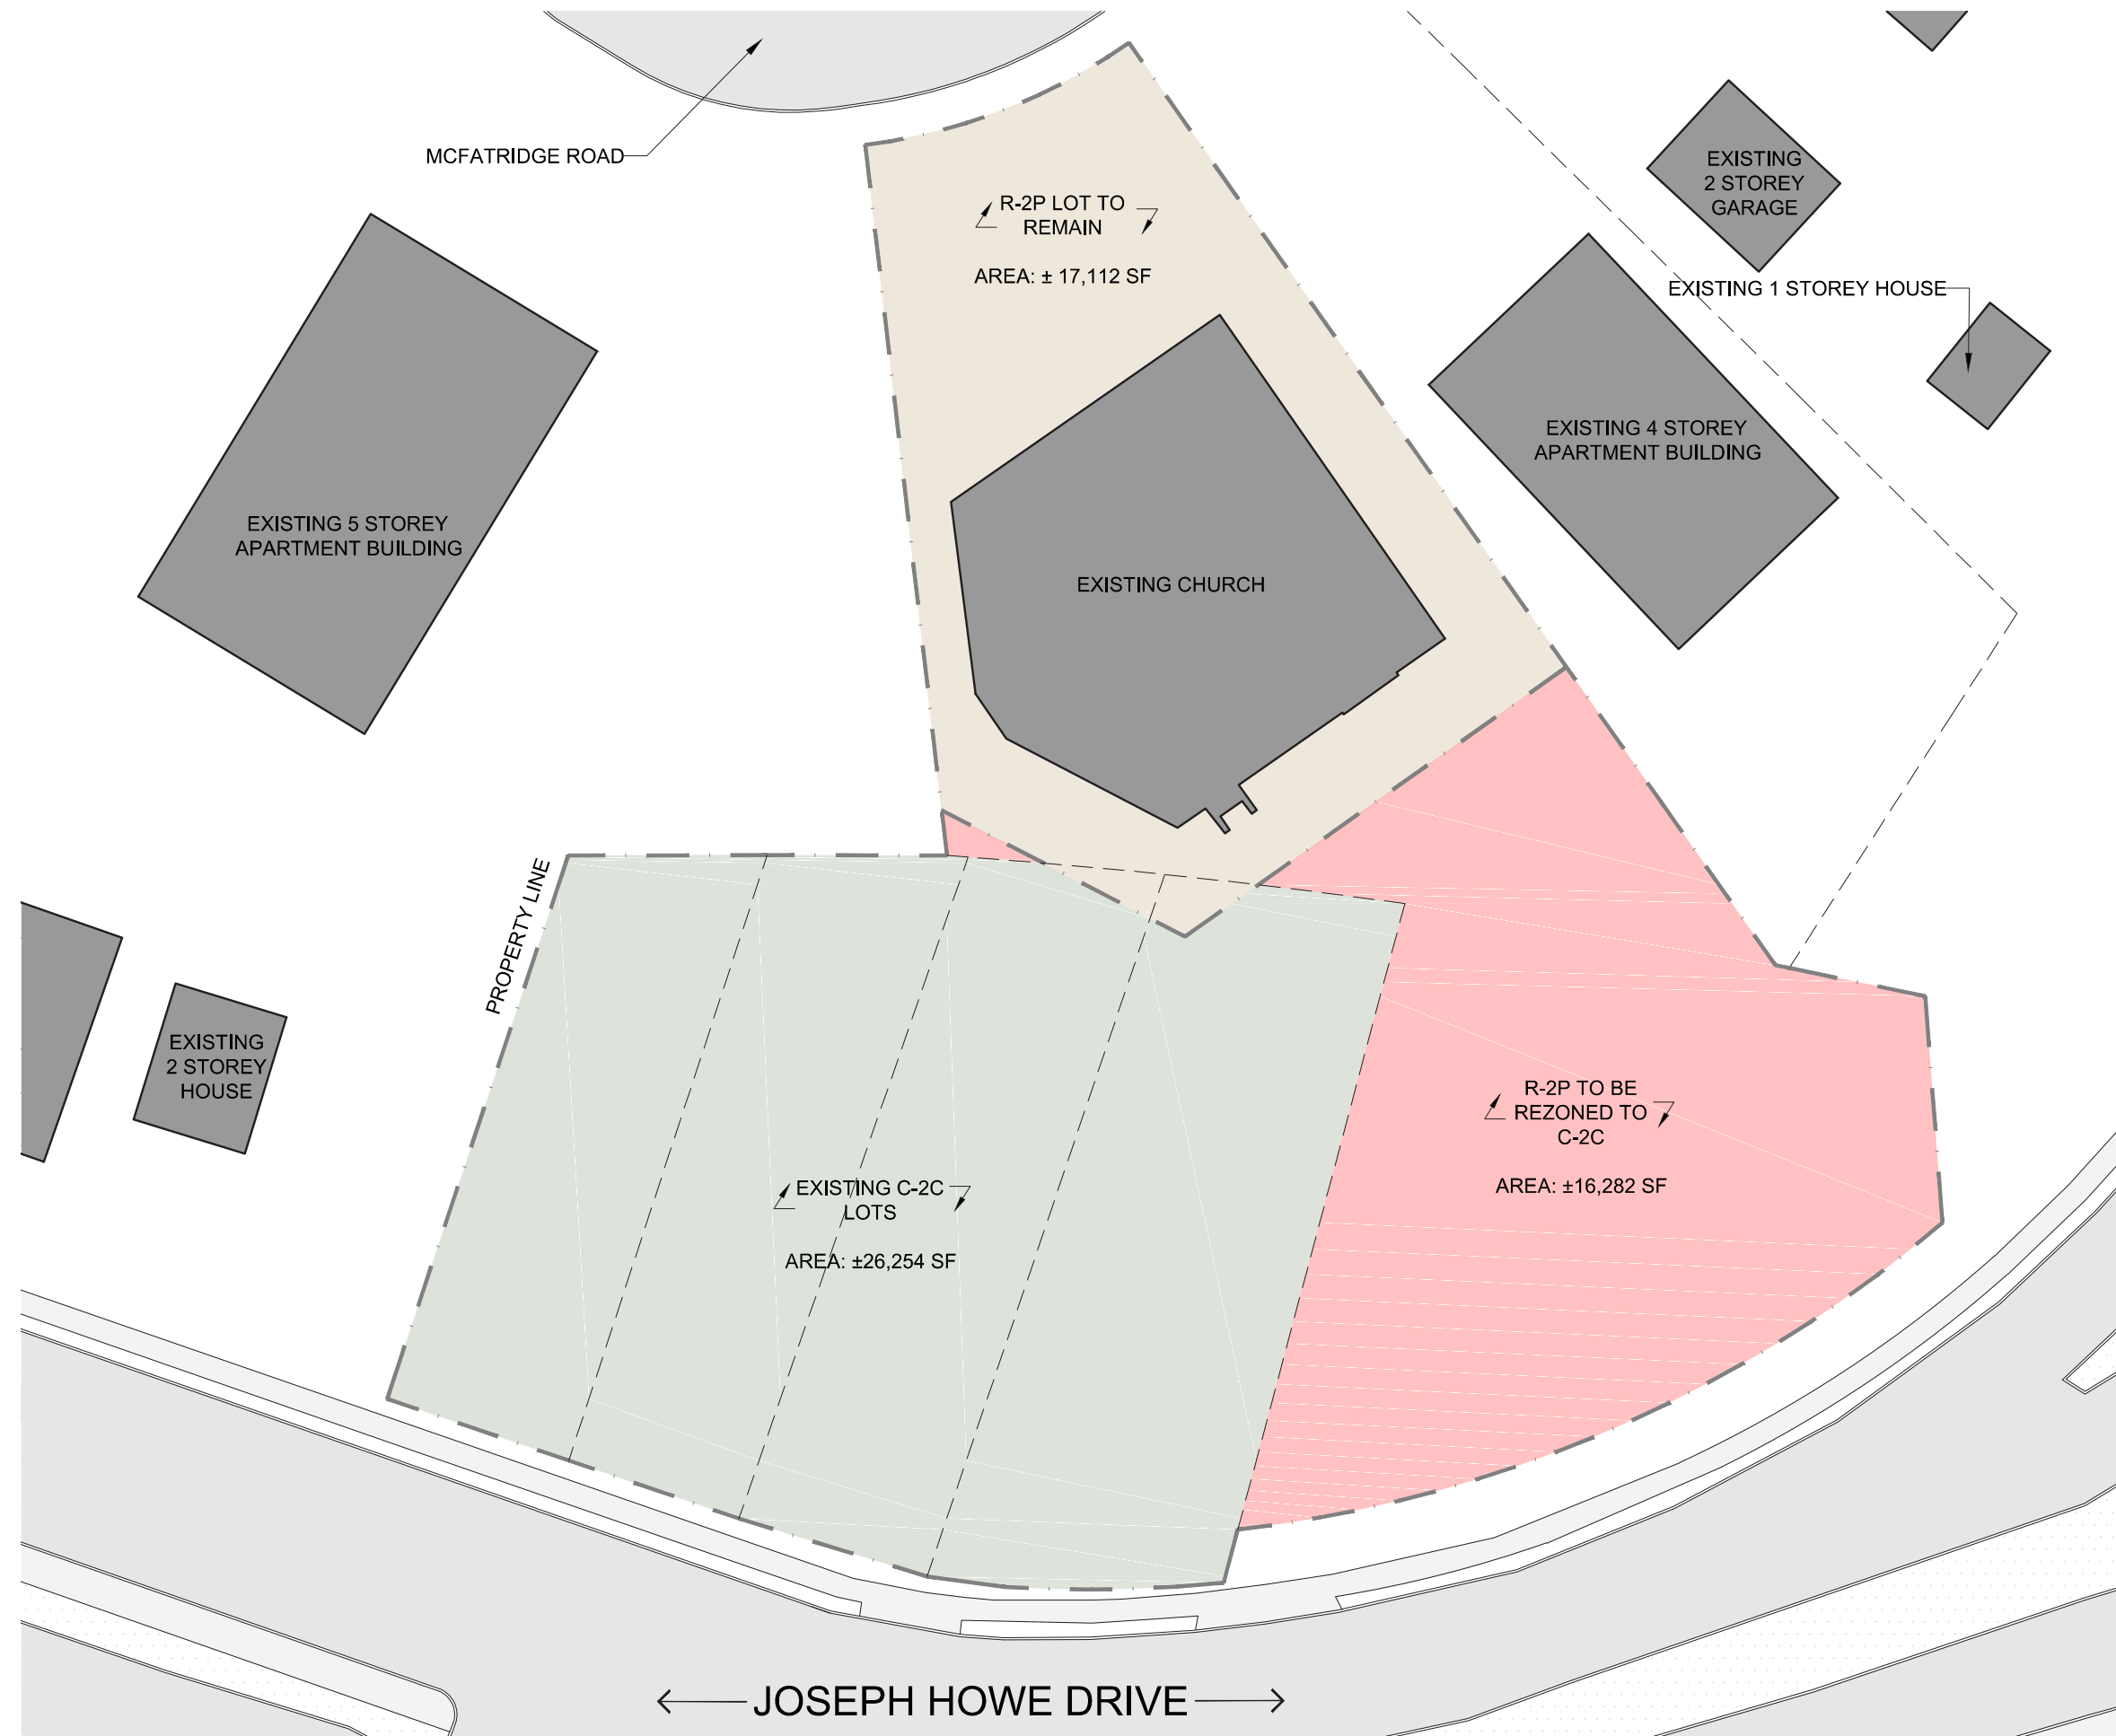 MCFATRIDGE ROAD
R-2P LOT TO
REMAIN
AREA: ± 17,112 SF
EXISTING
2 STOREY
GARAGE
EXISTING 1 STOREY HOUSE
EXISTING 4 STOREY
APARTMENT BUILDING
EXISTING 5 STOREY
APARTMENT BUILDING
EXISTING CHURCH
PROPERTY LINE
EXISTING
2 STOREY
HOUSE
R-2P TO BE
REZONED TO
C-2C
AREA: ±16,282 SF
EXISTING C-2C
LOTS
AREA: ±26,254 SF
JOSEPH HOWE DRIVE